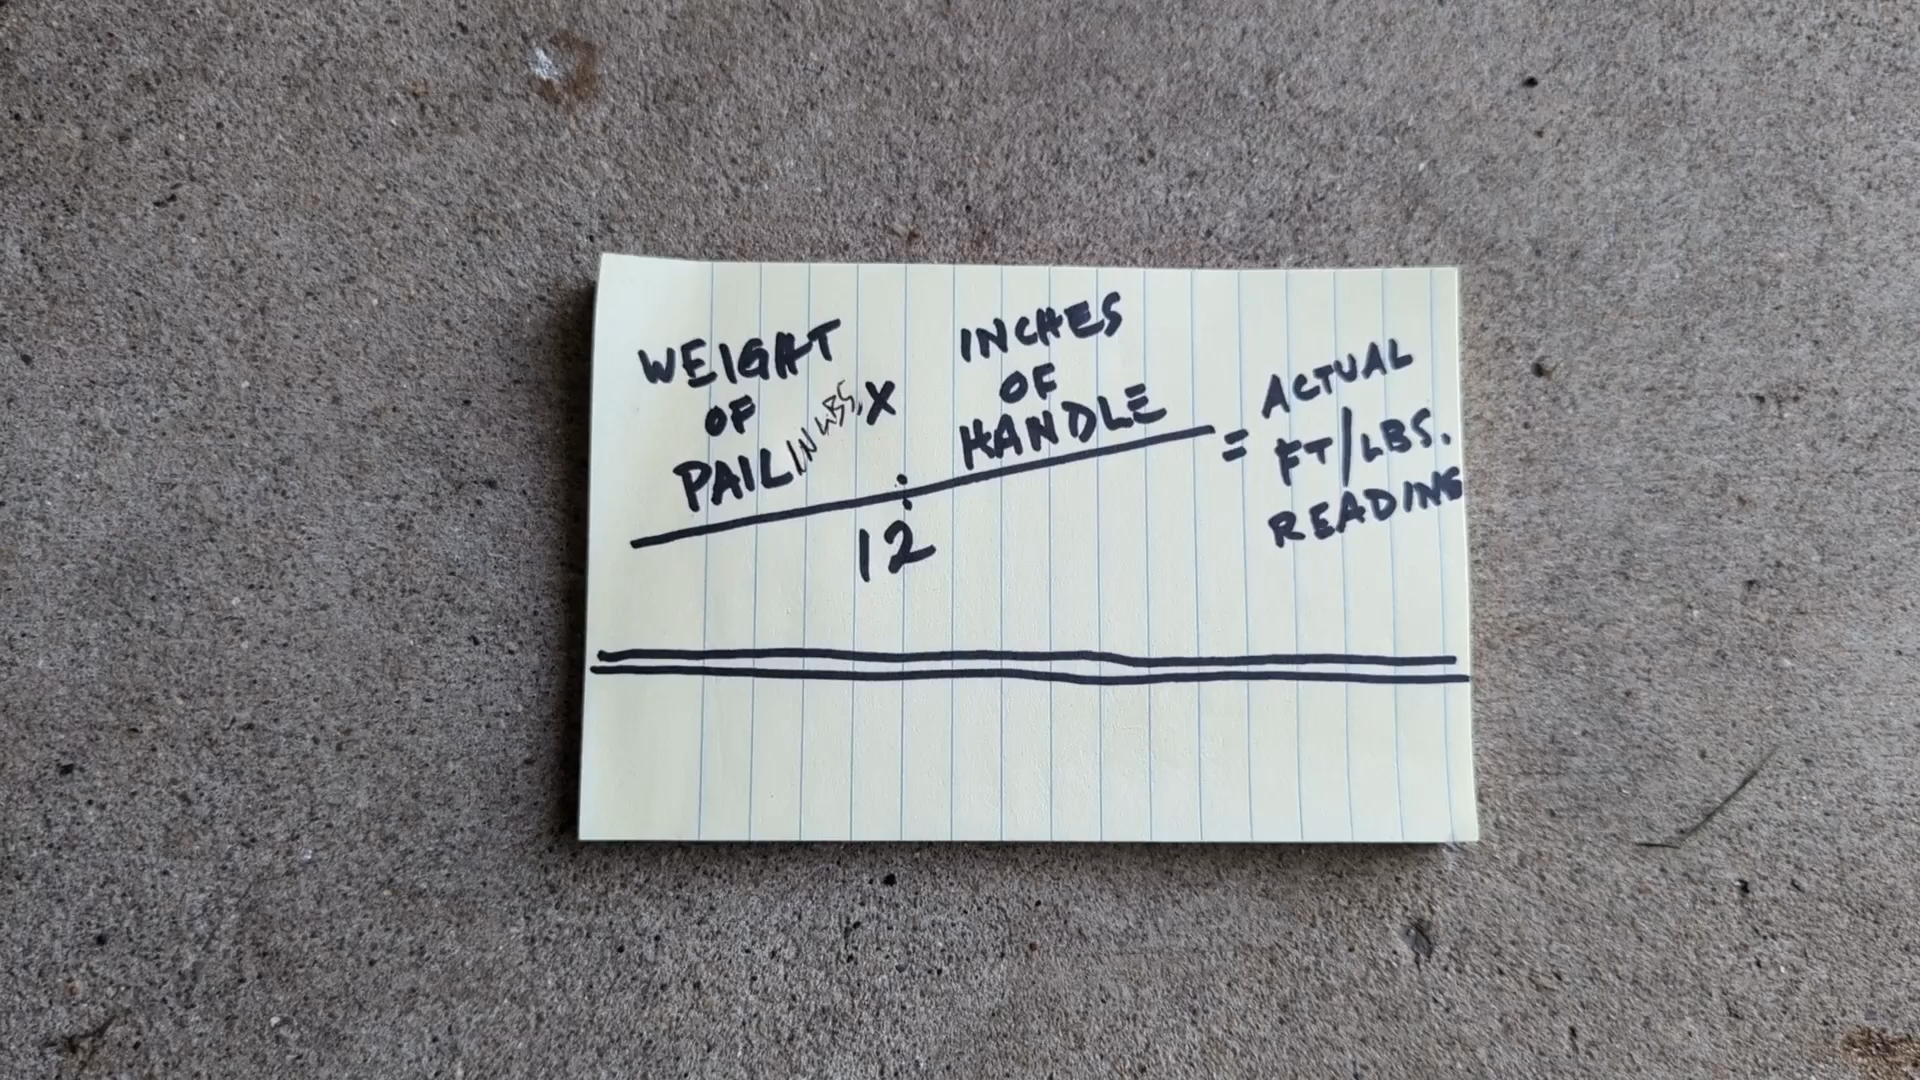 WEIGHT
OF
PAIL IN LBS. X
INCHES
OF
HANDLE
÷
12
= ACTUAL
FT/LBS.
READING